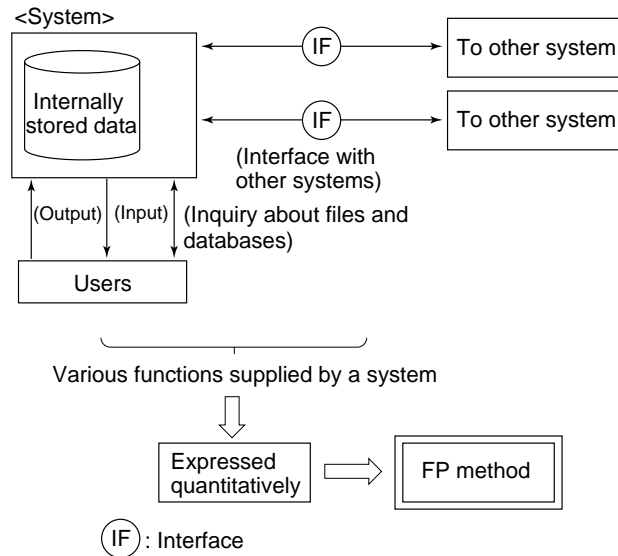 <System>
IF
To other system
Internally
stored data
IF
To other system
(Interface with
other systems)
(Output)
(Input)
(Inquiry about files and
databases)
Users
Various functions supplied by a system
Expressed
quantitatively
FP method
IF : Interface